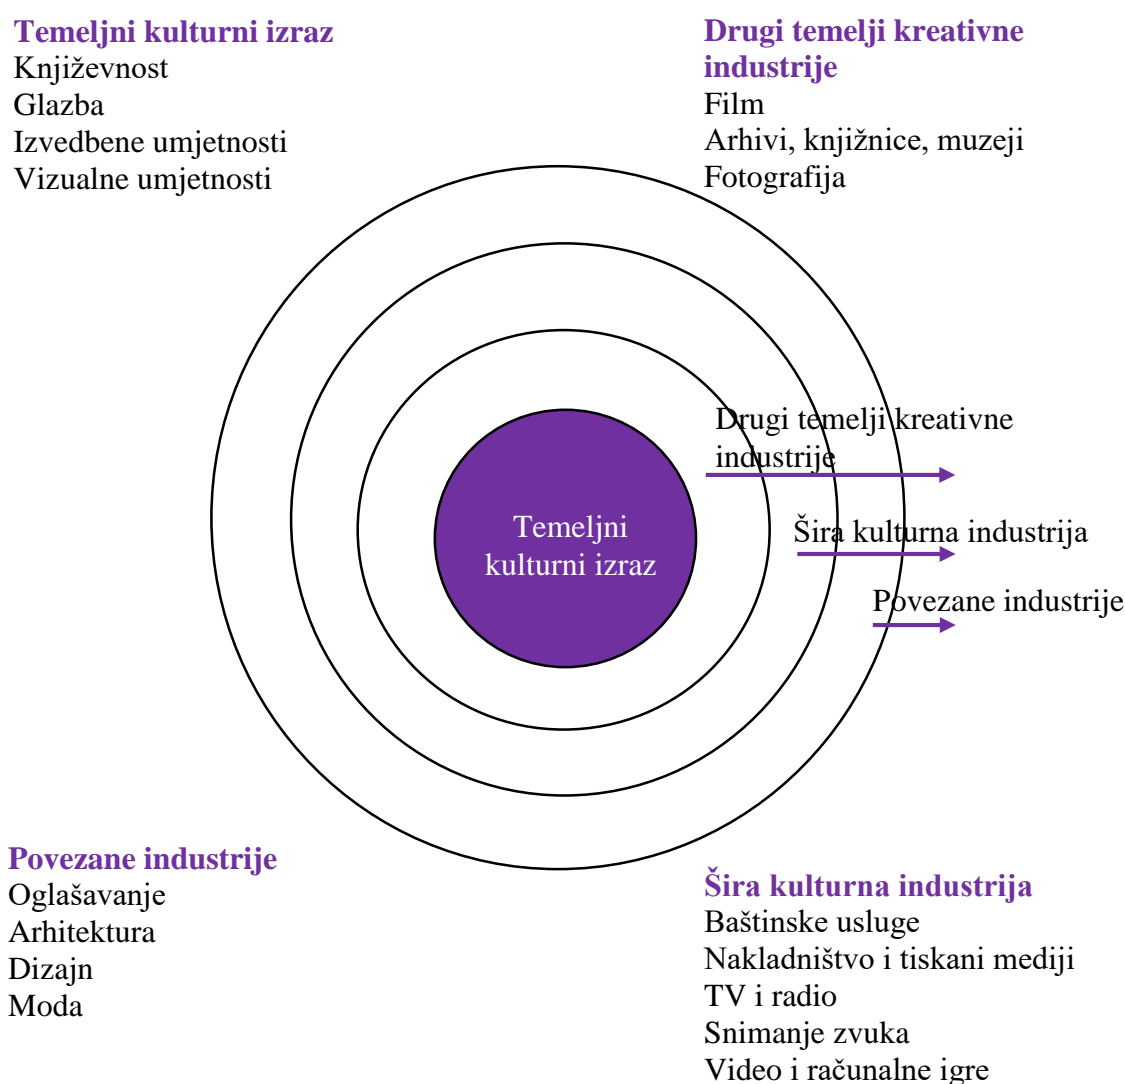 Temeljni kulturni izraz
Književnost
Glazba
Izvedbene umjetnosti
Vizualne umjetnosti
Drugi temelji kreativne
industrije
Film
Arhivi, knjižnice, muzeji
Fotografija
Drugi temelji kreativne
industrije
Temeljni
kulturni izraz
Šira kulturna industrija
Povezane industrije
Povezane industrije
Oglašavanje
Arhitektura
Dizajn
Moda
Šira kulturna industrija
Baštinske usluge
Nakladništvo i tiskani mediji
TV i radio
Snimanje zvuka
Video i računalne igre